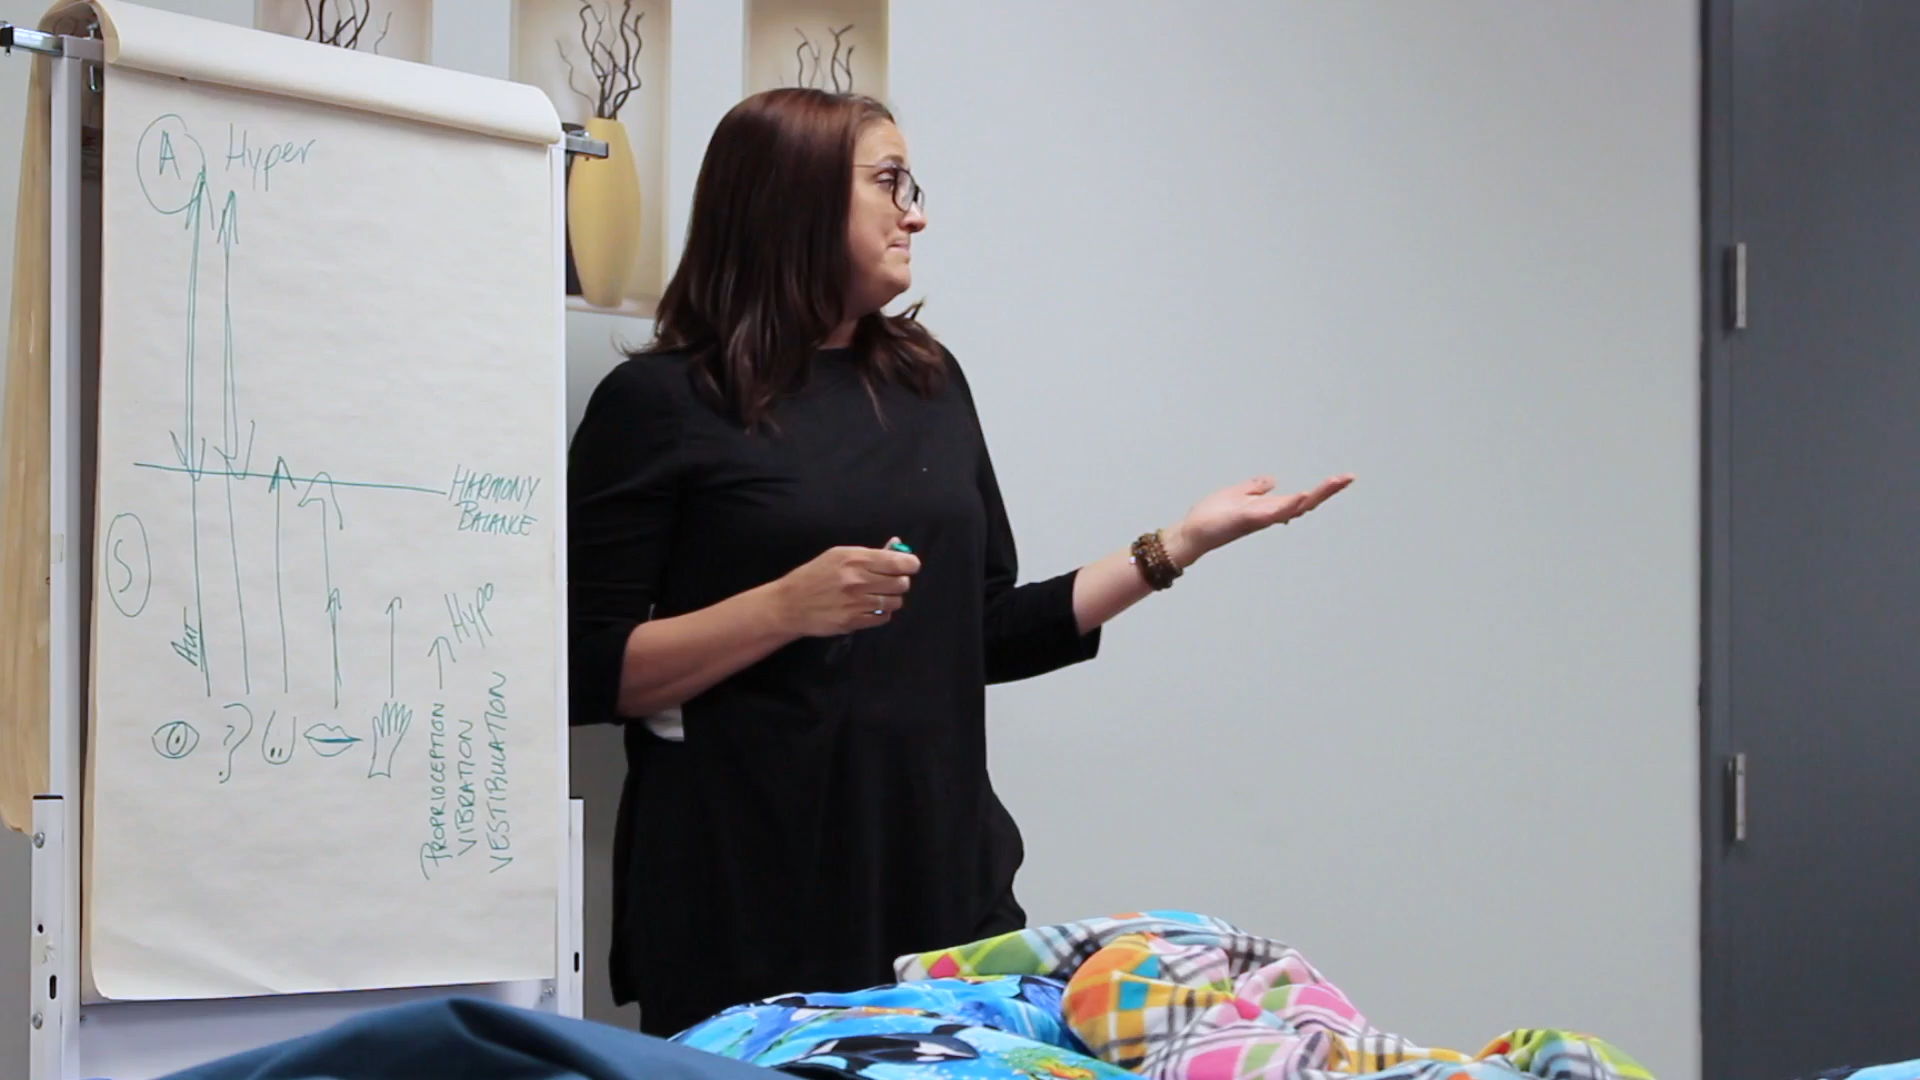 A Hyper
HARMONY
BALANCE
S
Aut
Hypo
PROPRIOCEPTION
VIBRATION
VESTIBULATION